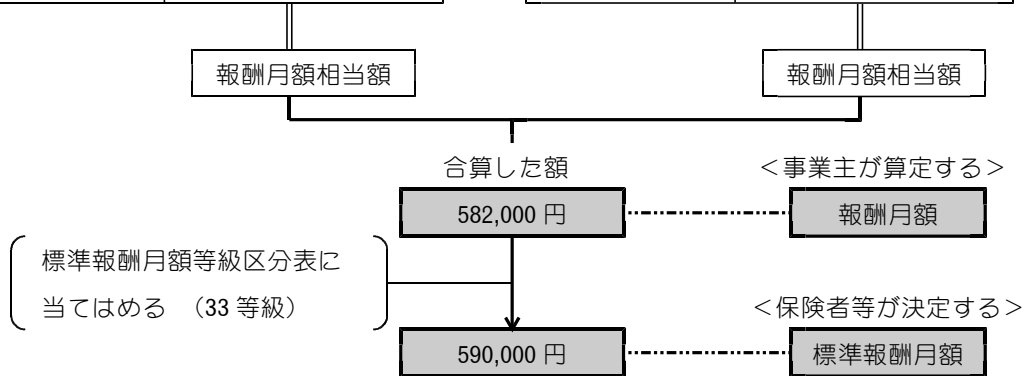 報酬月額相当額
報酬月額相当額
合算した額
＜事業主が算定する＞
582,000 円
報酬月額
標準報酬月額等級区分表に
当てはめる （33 等級）
＜保険者等が決定する＞
590,000 円
標準報酬月額